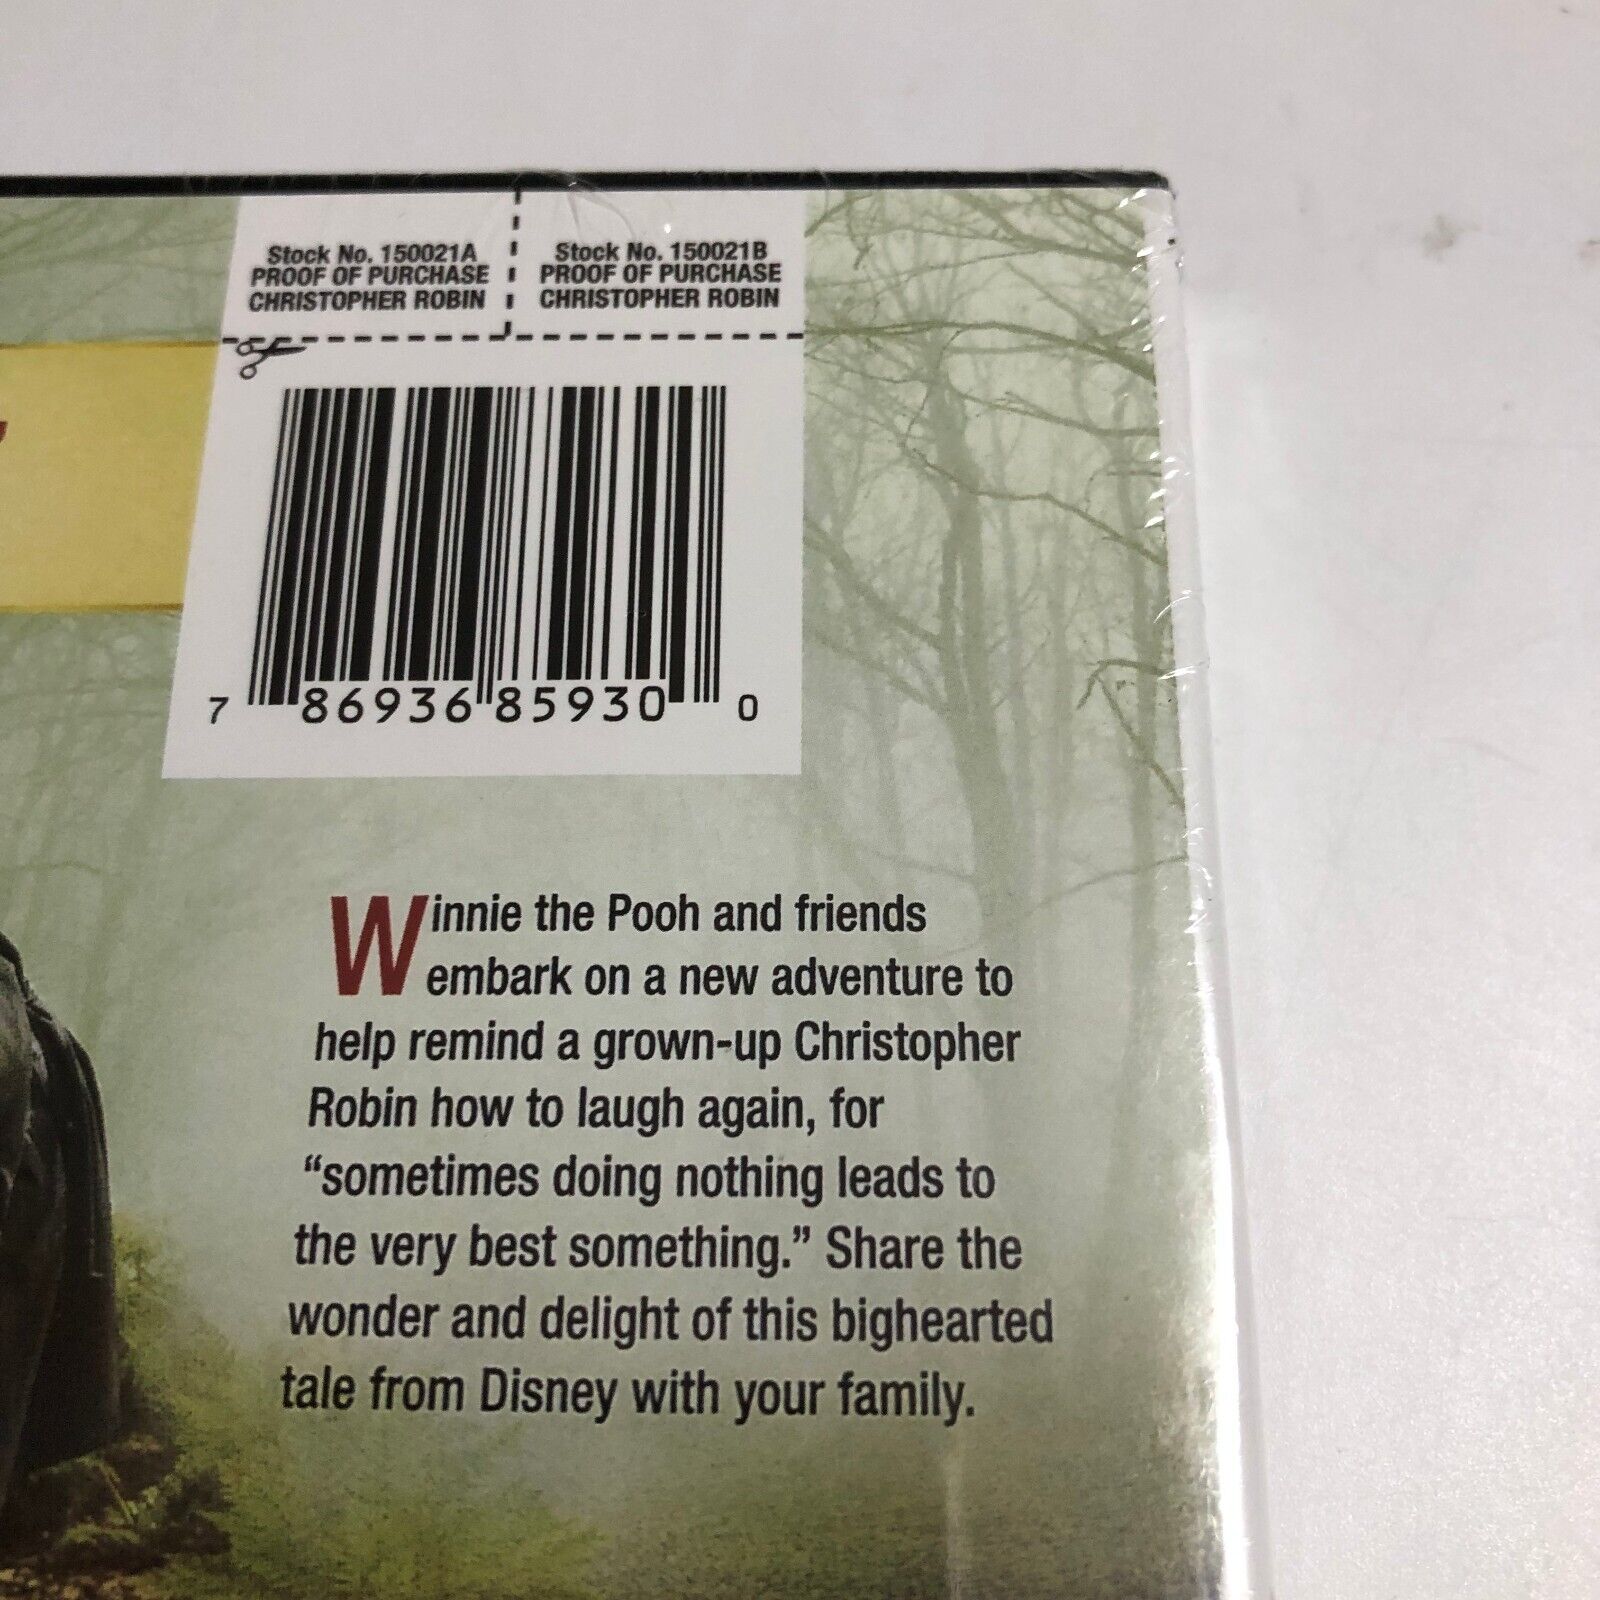 Stock No. 150021A
PROOF OF PURCHASE
CHRISTOPHER ROBIN
Stock No. 150021B
PROOF OF PURCHASE
CHRISTOPHER ROBIN
7 86936 85930 0
Winnie the Pooh and friends
embark on a new adventure to
help remind a grown-up Christopher
Robin how to laugh again, for
“sometimes doing nothing leads to
the very best something.” Share the
wonder and delight of this bighearted
tale from Disney with your family.